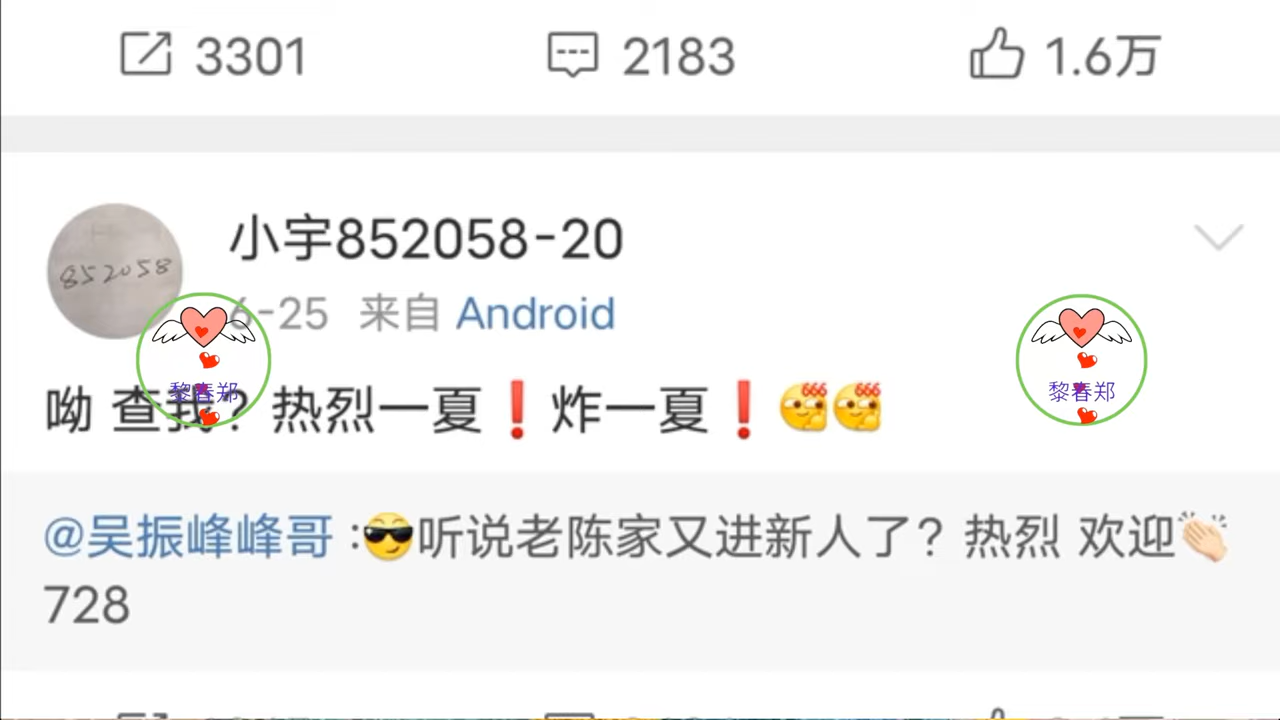 3301 2183 1.6万
小宇852058-20
852058
6-25 来自 Android
黎春郑 黎春郑
呦 查我? 热烈一夏❗炸一夏❗
@吴振峰峰哥 :😎听说老陈家又进新人了? 热烈 欢迎👏🏻
728